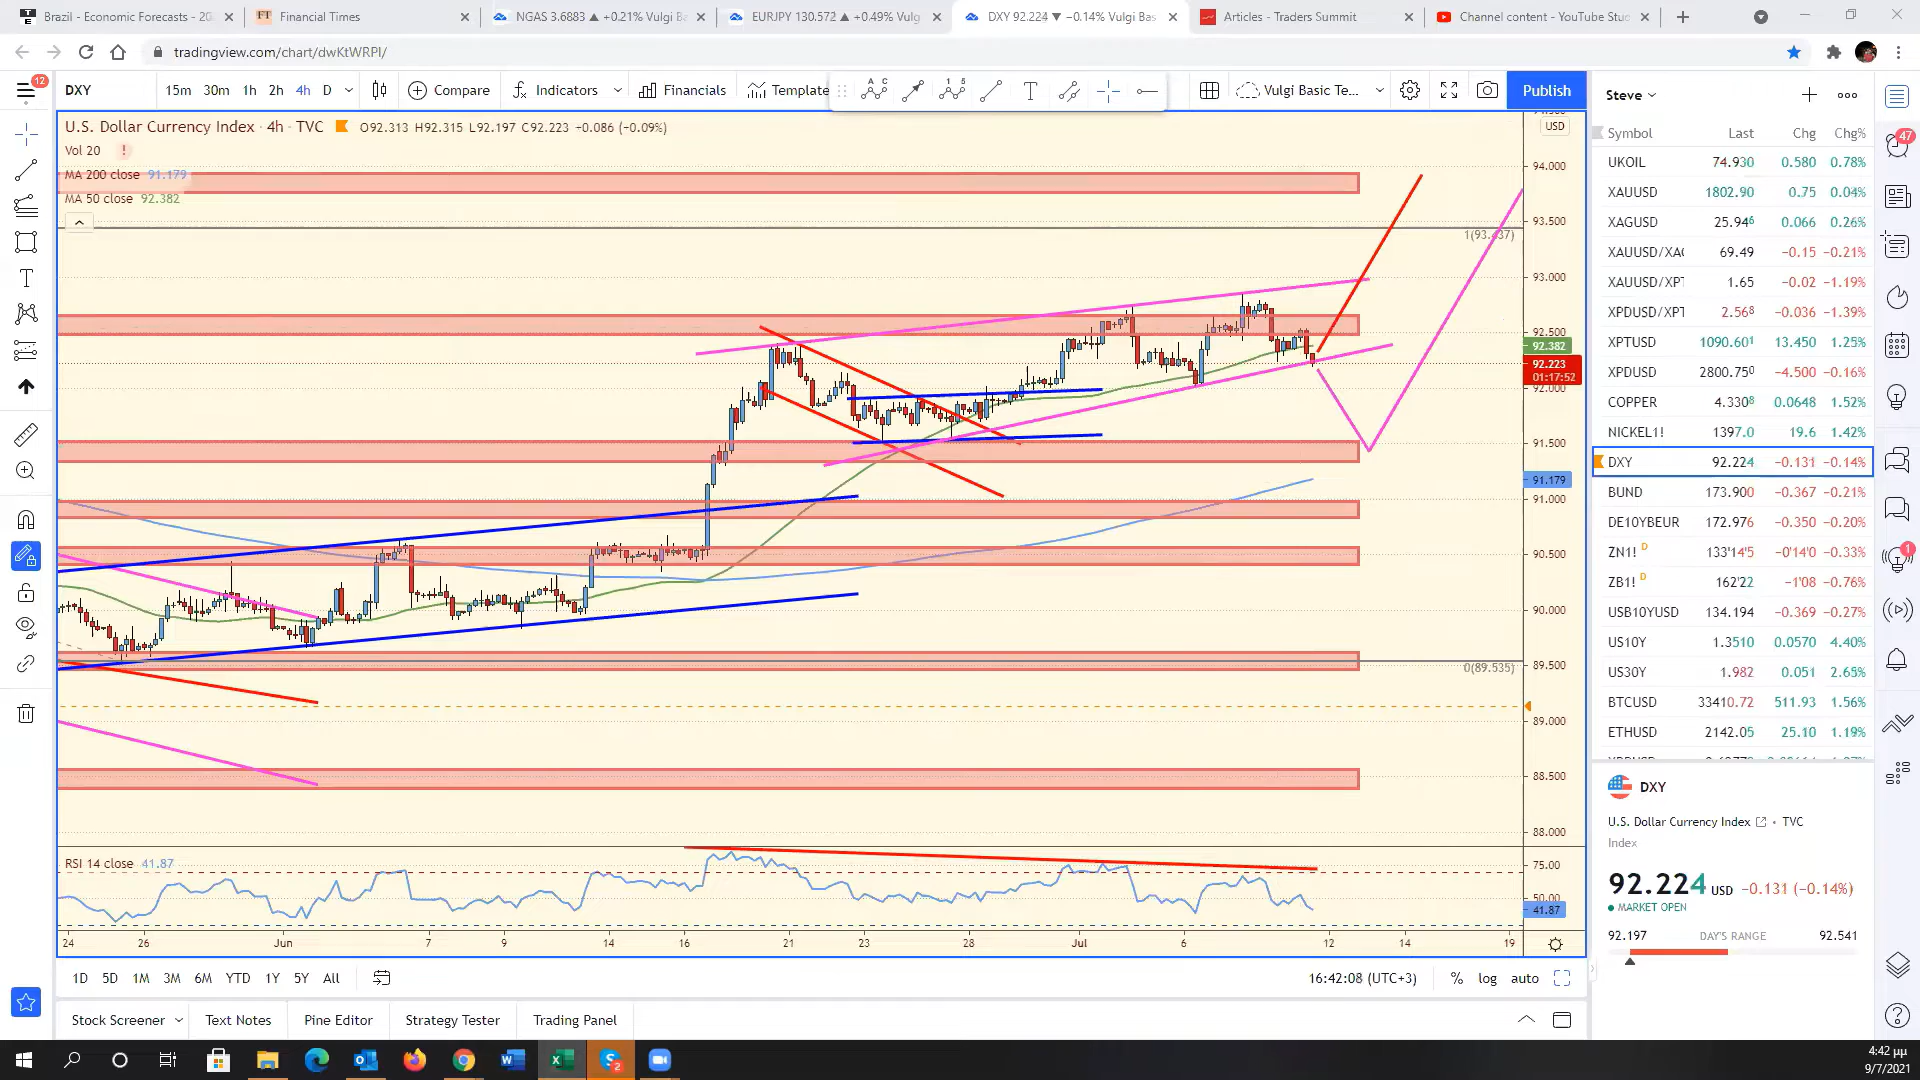 Brazil - Economic Forecasts - 20
Financial Times
NGAS 3.6883 ▲ +0.21% Vulgi Ba
EURJPY 130.572 ▲ +0.49% Vulg
DXY 92.224 ▼ −0.14% Vulgi Bas
Articles - Traders Summit
Channel content - YouTube Stu
tradingview.com/chart/dwKtWRPI/
12
DXY
15m 30m 1h 2h 4h D
Compare
Indicators
Financials
Template
Vulgi Basic Te...
Publish
U.S. Dollar Currency Index · 4h · TVC O92.313 H92.315 L92.197 C92.223 +0.086 (−0.09%)
Vol 20 !
MA 200 close 91.179
MA 50 close 92.382
USD
94.000
93.500
93.000
92.500
92.382
92.223
01:17:52
92.000
91.500
91.179
91.000
90.500
90.000
89.500
89.000
88.500
88.000
0(89.535)
RSI 14 close 41.87
75.00
50.00
41.87
24 26 Jun 7 9 14 16 21 23 28 Jul 6 12 14 19
1D 5D 1M 3M 6M YTD 1Y 5Y All
16:42:08 (UTC+3) % log auto
Stock Screener Text Notes Pine Editor Strategy Tester Trading Panel
Steve
Symbol Last Chg Chg%
UKOIL 74.930 0.580 0.78%
XAUUSD 1802.90 0.75 0.04%
XAGUSD 25.946 0.066 0.26%
XAUUSD/XAG 69.49 −0.15 −0.21%
XAUUSD/XPT 1.65 −0.02 −1.19%
XPDUSD/XPT 2.568 −0.036 −1.39%
XPTUSD 1090.601 13.450 1.25%
XPDUSD 2800.750 −4.500 −0.16%
COPPER 4.3308 0.0648 1.52%
NICKEL1! 1397.0 19.6 1.42%
DXY 92.224 −0.131 −0.14%
BUND 173.900 −0.367 −0.21%
DE10YBEUR 172.976 −0.350 −0.20%
ZN1! D 133'14'5 −0'14'0 −0.33%
ZB1! D 162'22 −1'08 −0.76%
USB10YUSD 134.194 −0.369 −0.27%
US10Y 1.3510 0.0570 4.40%
US30Y 1.982 0.051 2.65%
BTCUSD 33410.72 511.93 1.56%
ETHUSD 2142.05 25.10 1.19%
DXY
U.S. Dollar Currency Index • TVC
Index
92.224 USD −0.131 (−0.14%)
MARKET OPEN
92.197 DAY'S RANGE 92.541
47
1
4:42 μμ
9/7/2021